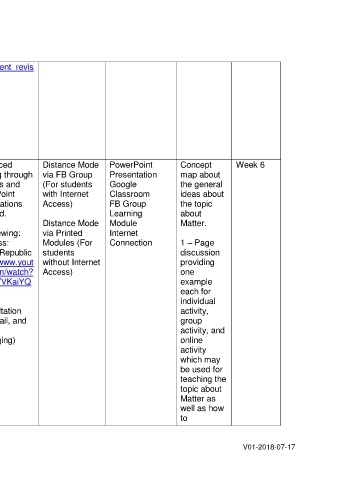 ent_revis
ced
g through
s and
Point
ations
d.
ewing:
ss:
Republic
www.yout
m/watch?
TVKaiYQ
ltation
ail, and
ging)
Distance Mode
via FB Group
(For students
with Internet
Access)
Distance Mode
via Printed
Modules (For
students
without Internet
Access)
PowerPoint
Presentation
Google
Classroom
FB Group
Learning
Module
Internet
Connection
Concept
map about
the general
ideas about
the topic
about
Matter.
1 – Page
discussion
providing
one
example
each for
individual
activity,
group
activity, and
online
activity
which may
be used for
teaching the
topic about
Matter as
well as how
to
Week 6
V01-2018-07-17